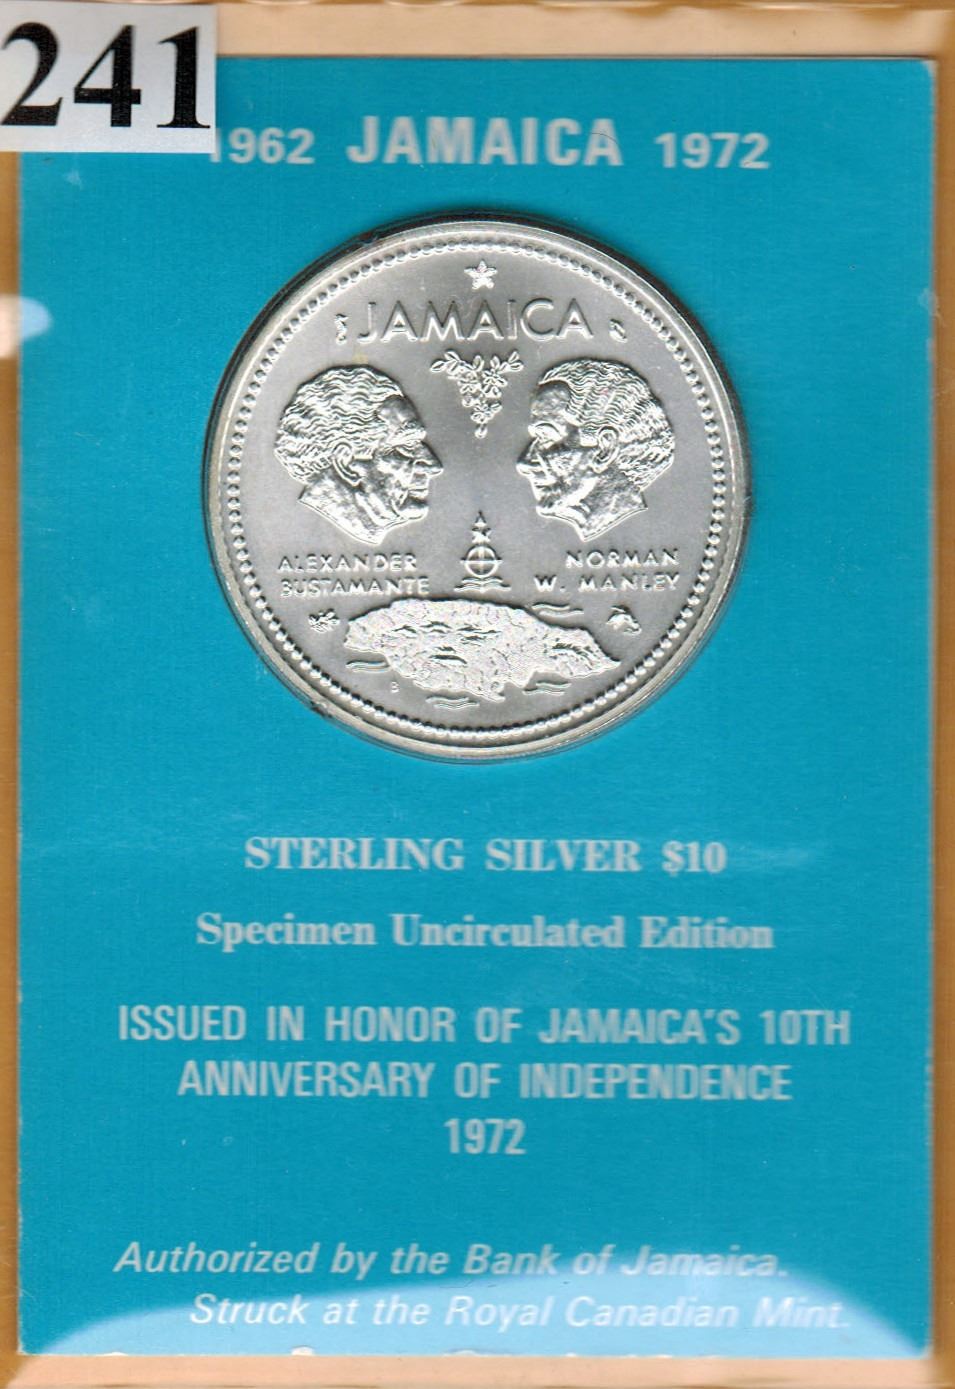 241
1962 JAMAICA 1972
JAMAICA
ALEXANDER
BUSTAMANTE
NORMAN
W. MANLEY
B
STERLING SILVER $10
Specimen Uncirculated Edition
ISSUED IN HONOR OF JAMAICA'S 10TH
ANNIVERSARY OF INDEPENDENCE
1972
Authorized by the Bank of Jamaica.
Struck at the Royal Canadian Mint.